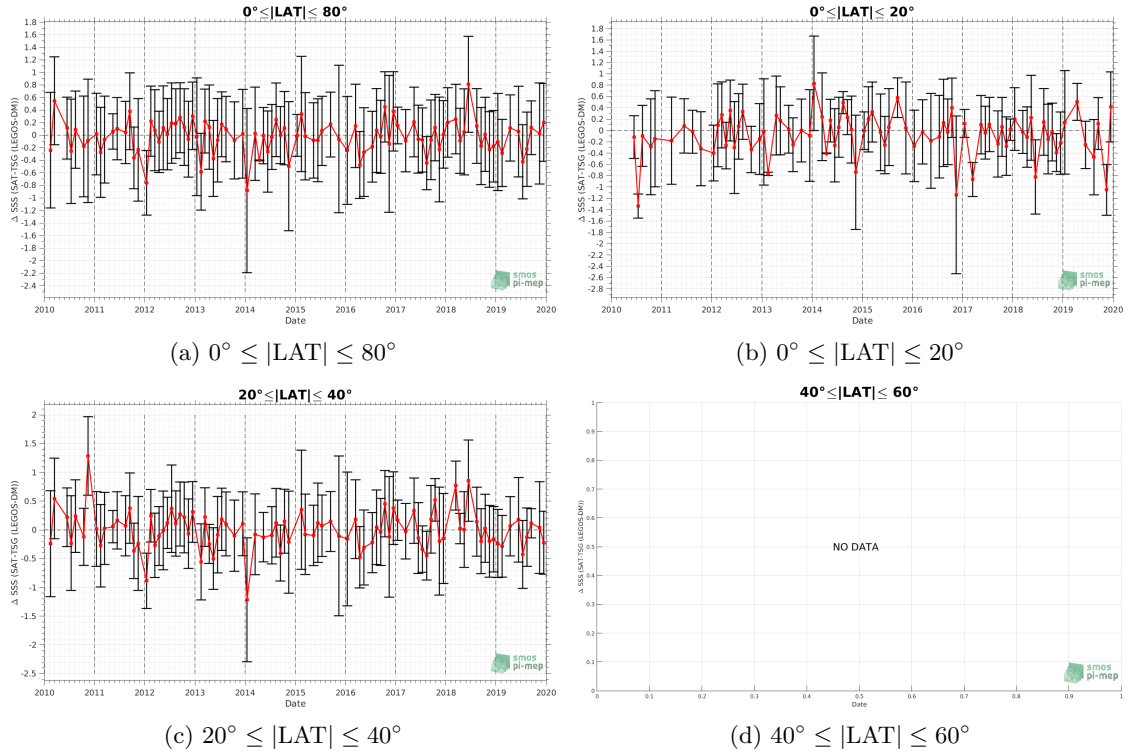 0°≤|LAT|≤ 80°
1.8
1.6
1.4
1.2
1
0.8
0.6
0.4
0.2
0
-0.2
-0.4
-0.6
-0.8
-1
-1.2
-1.4
-1.6
-1.8
-2
-2.2
-2.4
Δ SSS (SAT-TSG (LEGOS-DM))
2010 2011 2012 2013 2014 2015 2016 2017 2018 2019 2020
Date
smos
pi-mep
(a) 0° ≤ |LAT| ≤ 80°
0°≤|LAT|≤ 20°
1.8
1.6
1.4
1.2
1
0.8
0.6
0.4
0.2
0
-0.2
-0.4
-0.6
-0.8
-1
-1.2
-1.4
-1.6
-1.8
-2
-2.2
-2.4
-2.6
-2.8
Δ SSS (SAT-TSG (LEGOS-DM))
2010 2011 2012 2013 2014 2015 2016 2017 2018 2019 2020
Date
smos
pi-mep
(b) 0° ≤ |LAT| ≤ 20°
20°≤|LAT|≤ 40°
2
1.5
1
0.5
0
-0.5
-1
-1.5
-2
-2.5
Δ SSS (SAT-TSG (LEGOS-DM))
2010 2011 2012 2013 2014 2015 2016 2017 2018 2019 2020
Date
smos
pi-mep
(c) 20° ≤ |LAT| ≤ 40°
40°≤|LAT|≤ 60°
1
0.9
0.8
0.7
0.6
0.5
0.4
0.3
0.2
0.1
0
Δ SSS (SAT-TSG (LEGOS-DM))
NO DATA
0 0.1 0.2 0.3 0.4 0.5 0.6 0.7 0.8 0.9 1
Date
smos
pi-mep
(d) 40° ≤ |LAT| ≤ 60°